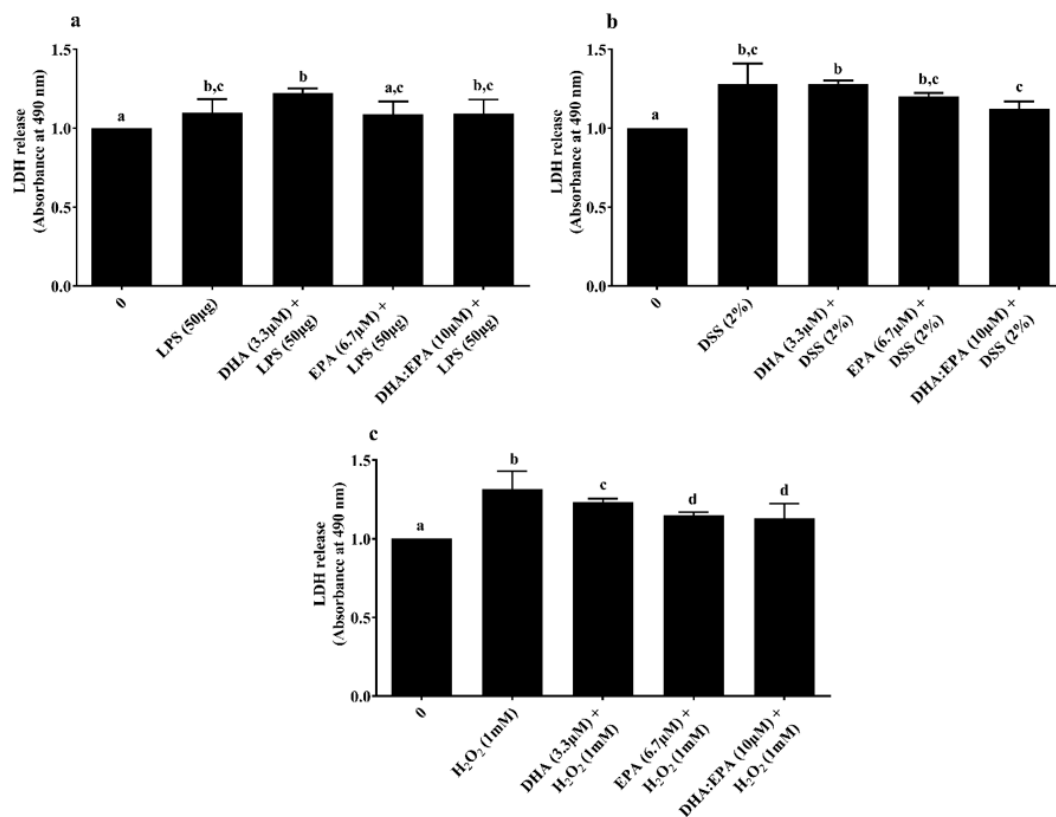 a
LDH release
(Absorbance at 490 nm)
1.5
1.0
0.5
0.0
a
b,c
b
a,c
b,c
0
LPS (50µg)
DHA (3.3µM) +
LPS (50µg)
EPA (6.7µM) +
LPS (50µg)
DHA:EPA (10µM) +
LPS (50µg)
b
LDH release
(Absorbance at 490 nm)
1.5
1.0
0.5
0.0
a
b,c
b
b,c
c
0
DSS (2%)
DHA (3.3µM) +
DSS (2%)
EPA (6.7µM) +
DSS (2%)
DHA:EPA (10µM) +
DSS (2%)
c
LDH release
(Absorbance at 490 nm)
1.5
1.0
0.5
0.0
a
b
c
d
d
0
H₂O₂ (1mM)
DHA (3.3µM) +
H₂O₂ (1mM)
EPA (6.7µM) +
H₂O₂ (1mM)
DHA:EPA (10µM) +
H₂O₂ (1mM)